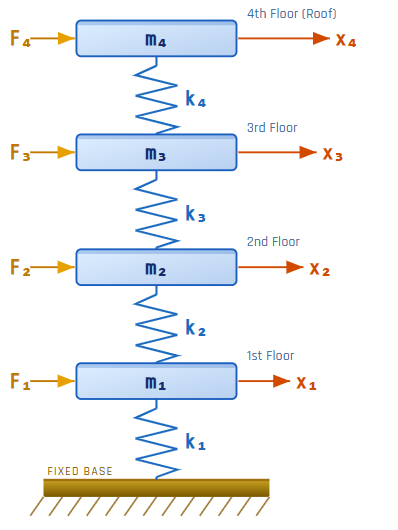 4th Floor (Roof)
F₄ m₄ x₄
k₄
3rd Floor
F₃ m₃ x₃
k₃
2nd Floor
F₂ m₂ x₂
k₂
1st Floor
F₁ m₁ x₁
k₁
FIXED BASE